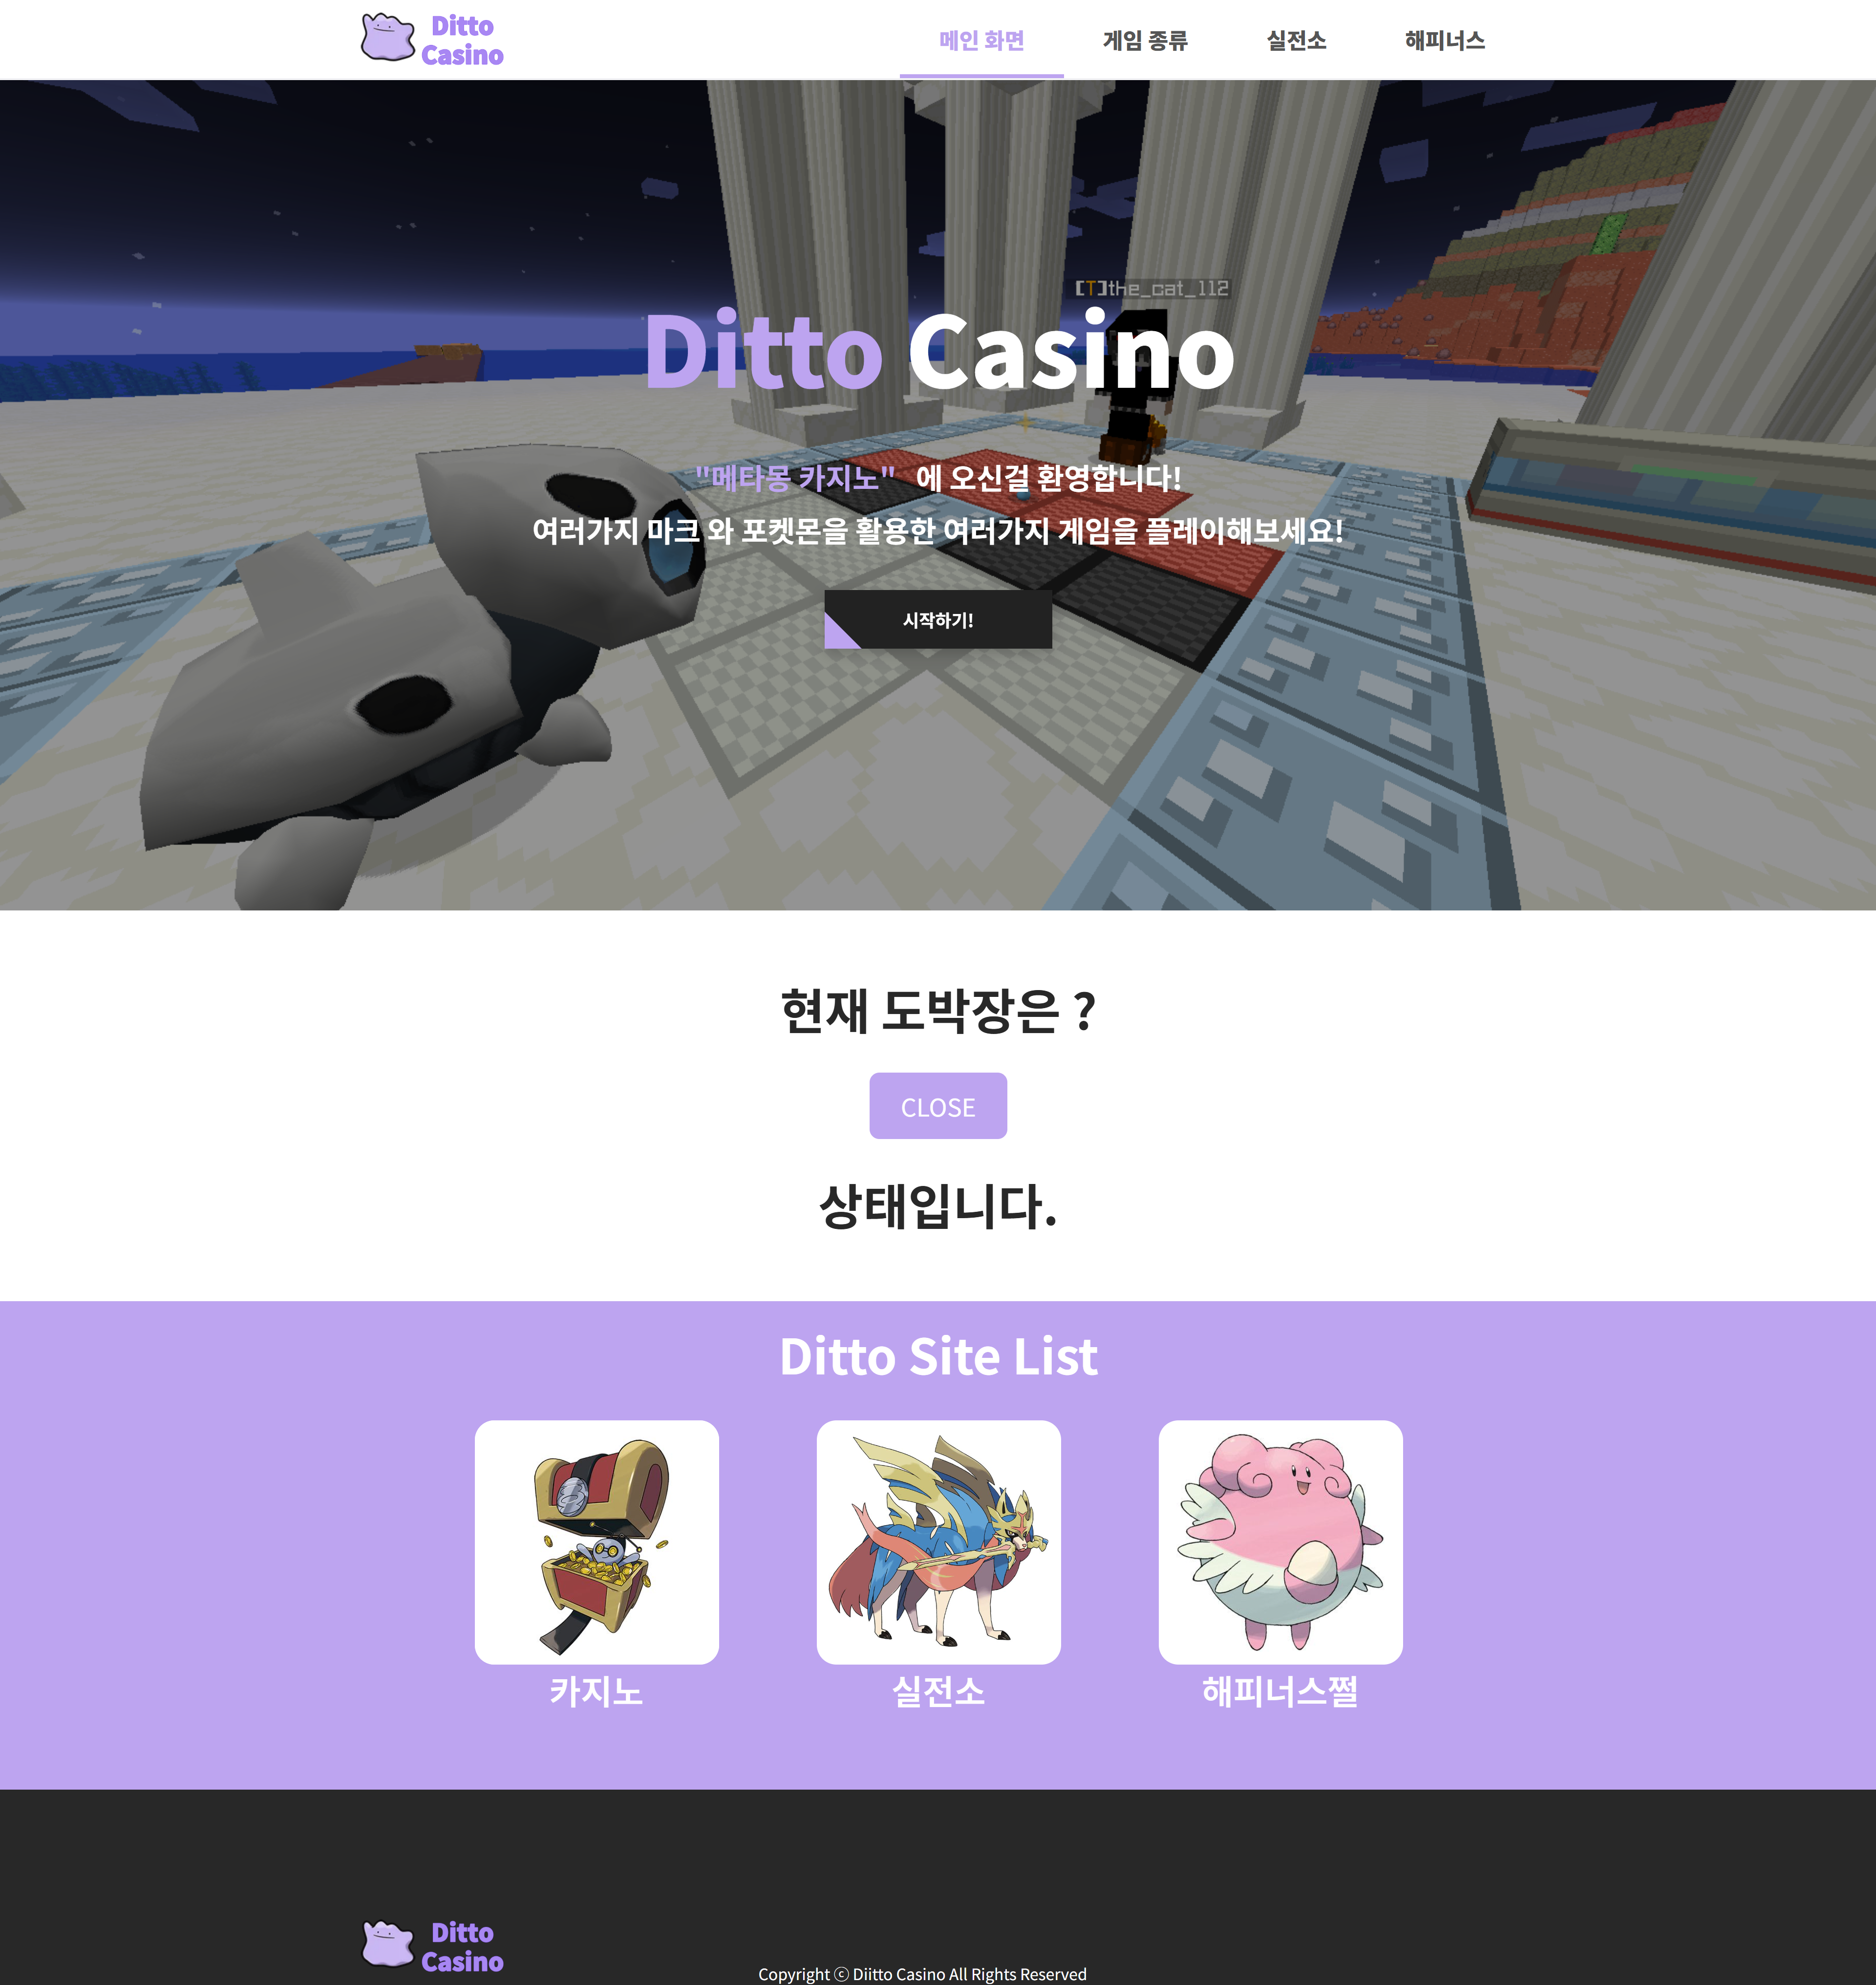 Ditto
Casino
메인 화면
게임 종류
실전소
해피너스
[T]the_cat_112
Ditto Casino
"메타몽 카지노" 에 오신걸 환영합니다!
여러가지 마크 와 포켓몬을 활용한 여러가지 게임을 플레이해보세요!
시작하기!
현재 도박장은 ?
CLOSE
상태입니다.
Ditto Site List
카지노
실전소
해피너스쩔
Ditto
Casino
Copyright ⓒ Diitto Casino All Rights Reserved